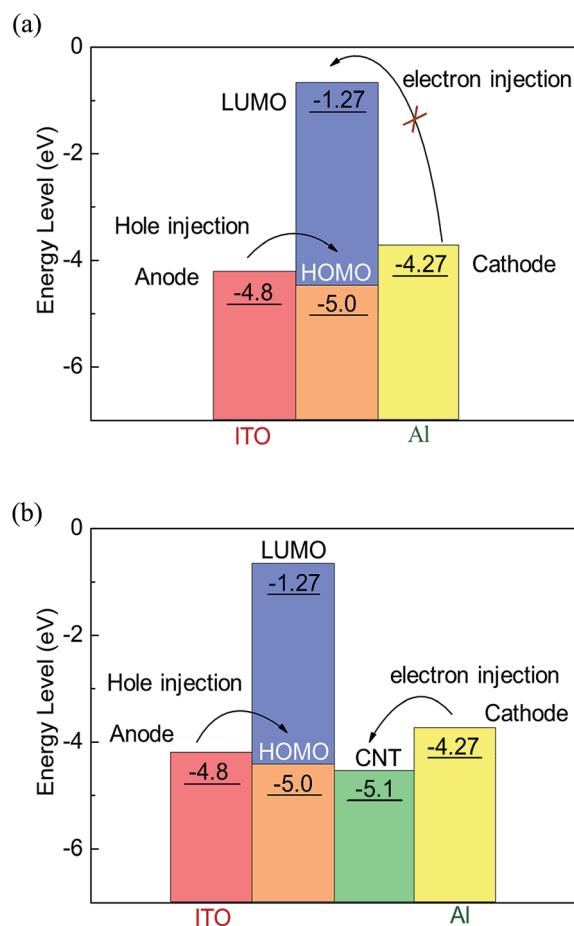 (a)
0
-2
-4
-6
Energy Level (eV)
LUMO
-1.27
electron injection
Hole injection
Anode
HOMO
-4.8
-5.0
-4.27
Cathode
ITO
Al
(b)
0
-2
-4
-6
Energy Level (eV)
LUMO
-1.27
Hole injection
electron injection
Anode
Cathode
HOMO
CNT
-4.8
-5.0
-5.1
-4.27
ITO
Al